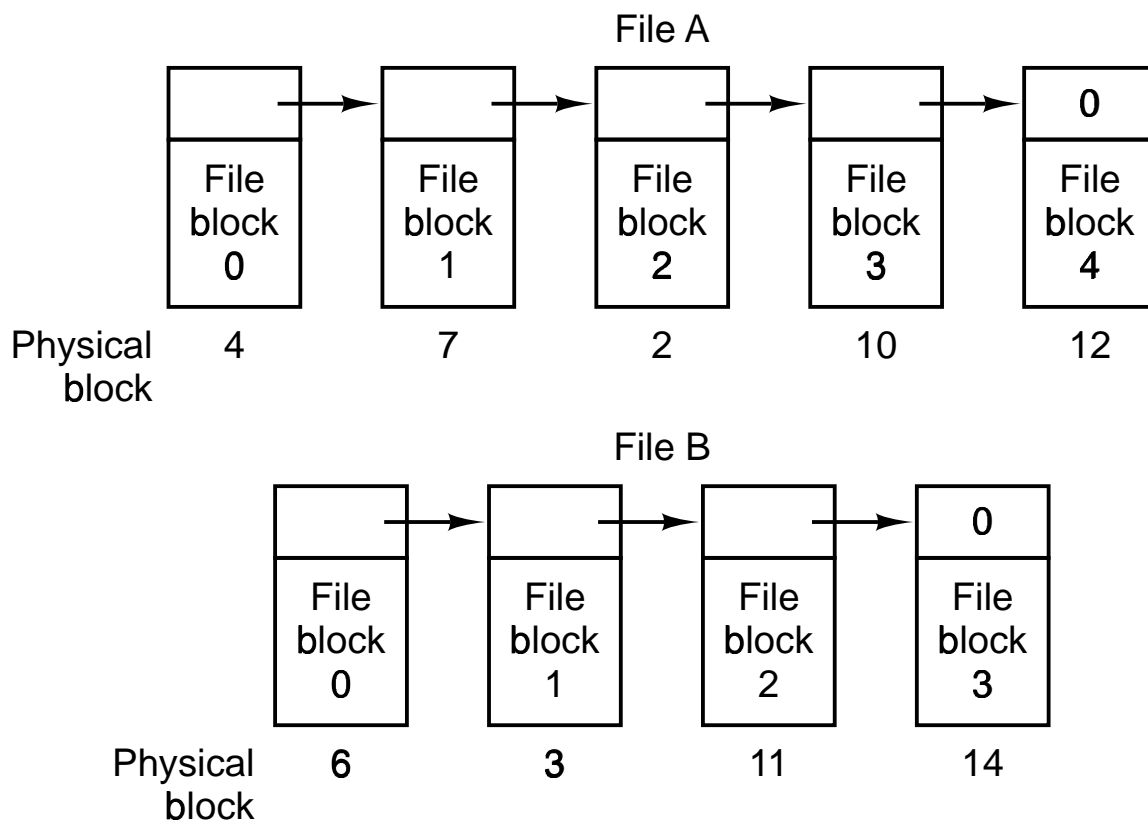 File A
0
File block 0
File block 1
File block 2
File block 3
File block 4
Physical block
4 7 2 10 12
File B
0
File block 0
File block 1
File block 2
File block 3
Physical block
6 3 11 14